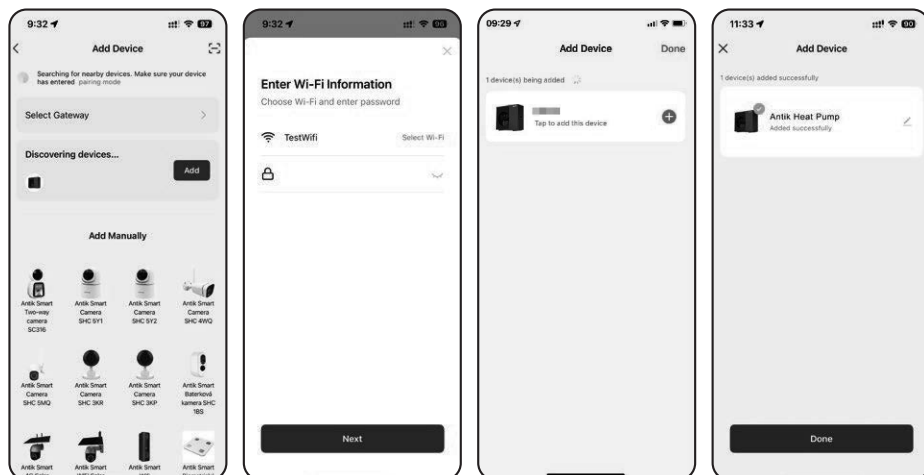 9:32
97
Add Device
Searching for nearby devices. Make sure your device
has entered pairing mode
Select Gateway
Discovering devices...
Add
Add Manually
Antik Smart
Two-way
camera
SC316
Antik Smart
Camera
SHC 5Y1
Antik Smart
Camera
SHC 5Y2
Antik Smart
Camera
SHC 4WQ
Antik Smart
Camera
SHC 5MQ
Antik Smart
Camera
SHC 3KR
Antik Smart
Camera
SHC 3KP
Antik Smart
Baterková
kamera SHC
1BS
Antik Smart
Antik Smart
Antik Smart
Antik Smart
9:32
Enter Wi-Fi Information
Choose Wi-Fi and enter password
TestWifi
Select Wi-Fi
Next
09:29
Add Device
Done
1 device(s) being added
Tap to add this device
11:33
90
Add Device
1 device(s) added successfully
Antik Heat Pump
Added successfully
Done